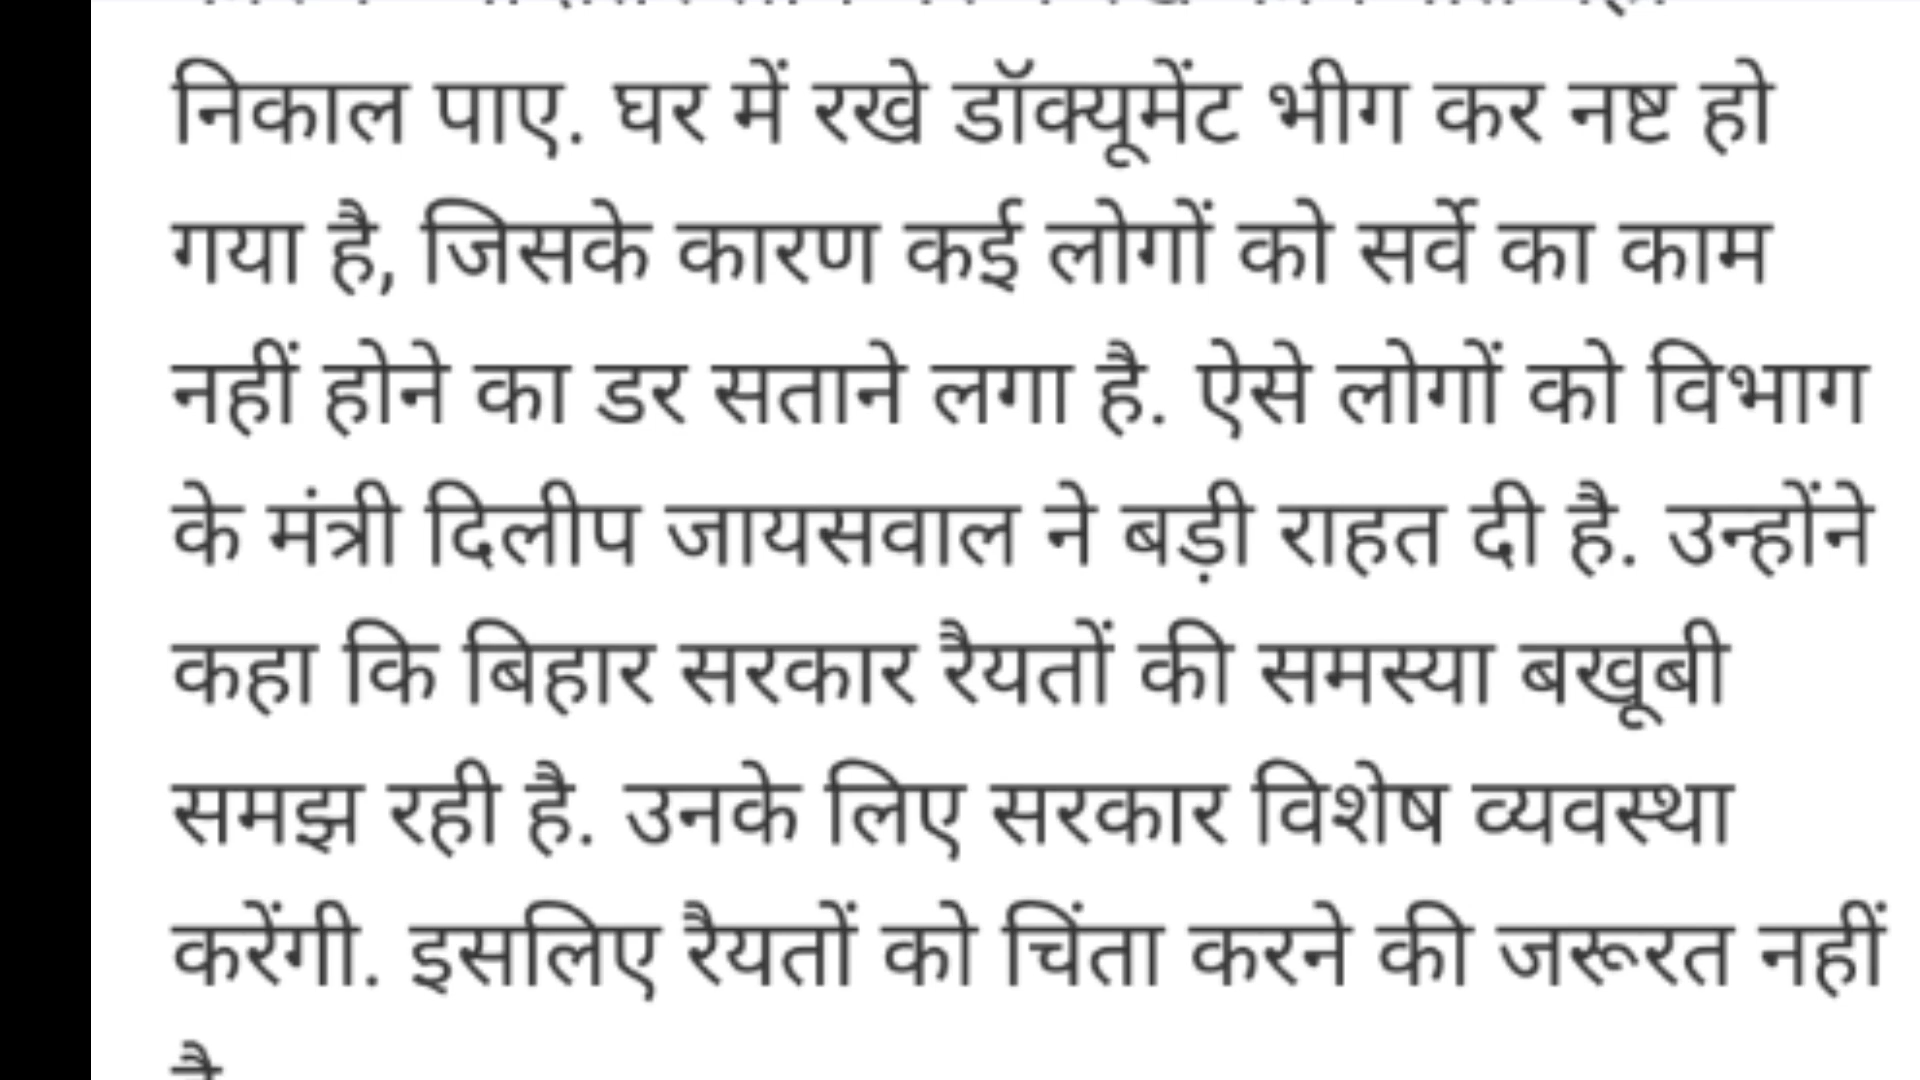 निकाल पाए. घर में रखे डॉक्यूमेंट भीग कर नष्ट हो
गया है, जिसके कारण कई लोगों को सर्वे का काम
नहीं होने का डर सताने लगा है. ऐसे लोगों को विभाग
के मंत्री दिलीप जायसवाल ने बड़ी राहत दी है. उन्होंने
कहा कि बिहार सरकार रैयतों की समस्या बखूबी
समझ रही है. उनके लिए सरकार विशेष व्यवस्था
करेंगी. इसलिए रैयतों को चिंता करने की जरूरत नहीं